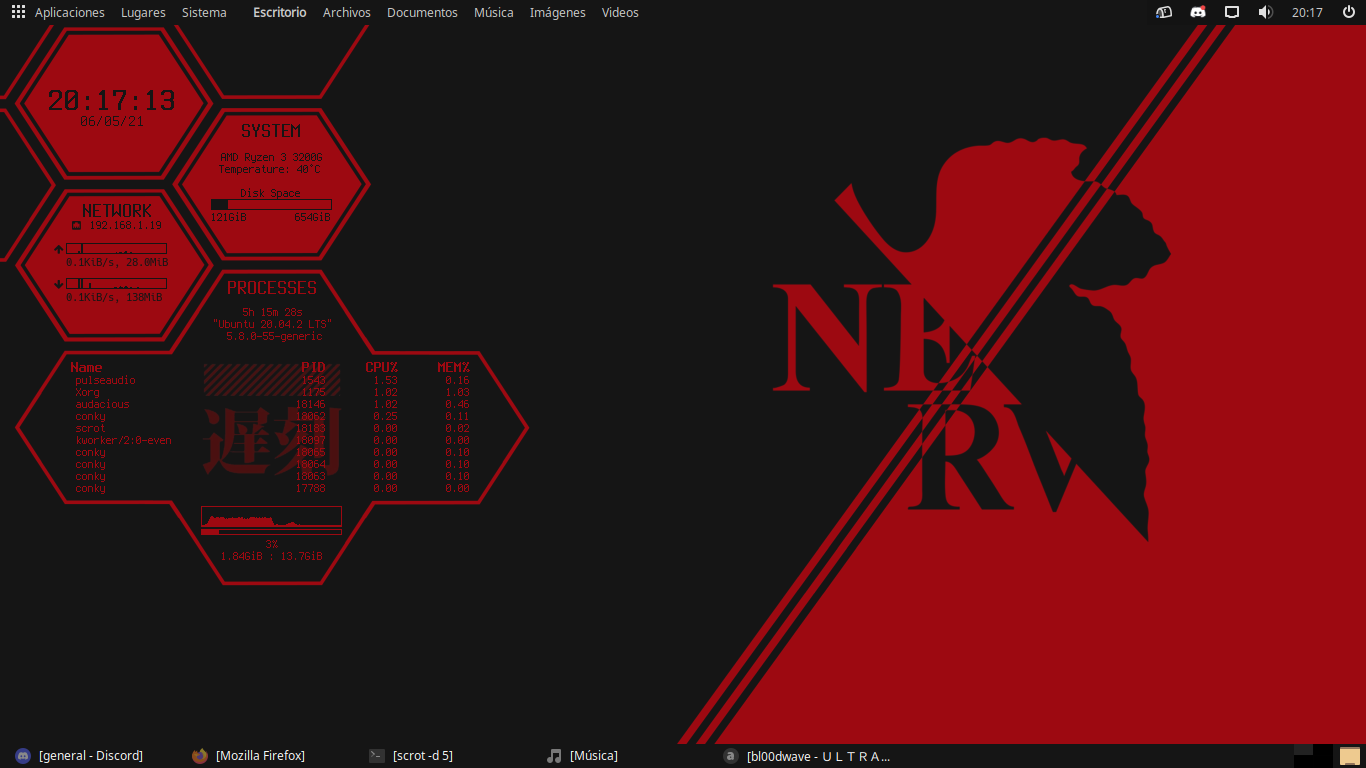 Aplicaciones Lugares Sistema Escritorio Archivos Documentos Música Imágenes Videos 20:17
20:17:13
06/05/21
SYSTEM
AMD Ryzen 3 3200G
Temperatura: 40°C
Disk Space
121GiB 654GiB
NETWORK
192.168.1.19
0.1KiB/s, 28.0MiB
0.1KiB/s, 138MiB
PROCESSES
5h 15m 28s
"Ubuntu 20.04.2 LTS"
5.8.0-55-generic
Name PID CPU% MEM%
pulseaudio 1543 1.53 0.16
Xorg 1175 1.02 1.03
audacious 18146 1.02 0.46
conky 18062 0.25 0.11
scrot 18183 0.00 0.02
kworker/2:0-even 18097 0.00 0.00
conky 18065 0.00 0.10
conky 18064 0.00 0.10
conky 18063 0.00 0.10
conky 17788 0.00 0.00
遅刻
3%
1.84GiB : 13.7GiB
NE
RV
[general - Discord] [Mozilla Firefox] [scrot -d 5] [Música] [bl00dwave - U L T R A...